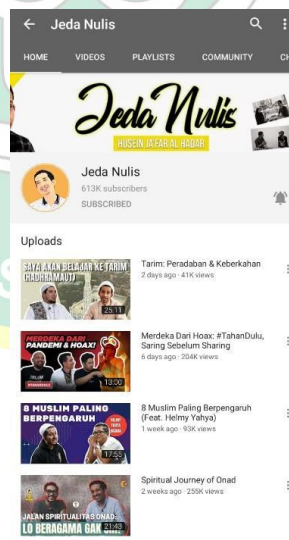 Jeda Nulis
HOME VIDEOS PLAYLISTS COMMUNITY CH
Jeda Nulis
HUSEIN JA'FAR AL HADAR
Jeda Nulis
613K subscribers
SUBSCRIBED
Uploads
SAYA AKAN BELAJAR KE TARIM
(HADHRAMAUT)
25:11
Tarim: Peradaban & Keberkahan
2 days ago · 41K views
MERDEKA DARI
PANDEMI & HOAX!
13:00
Merdeka Dari Hoax: #TahanDulu,
Saring Sebelum Sharing
6 days ago · 204K views
8 MUSLIM PALING
BERPENGARUH
17:55
8 Muslim Paling Berpengaruh
(Feat. Helmy Yahya)
1 week ago · 93K views
JALAN SPIRITUALITAS ONAD:
LO BERAGAMA GAK
21:43
Spiritual Journey of Onad
2 weeks ago · 255K views